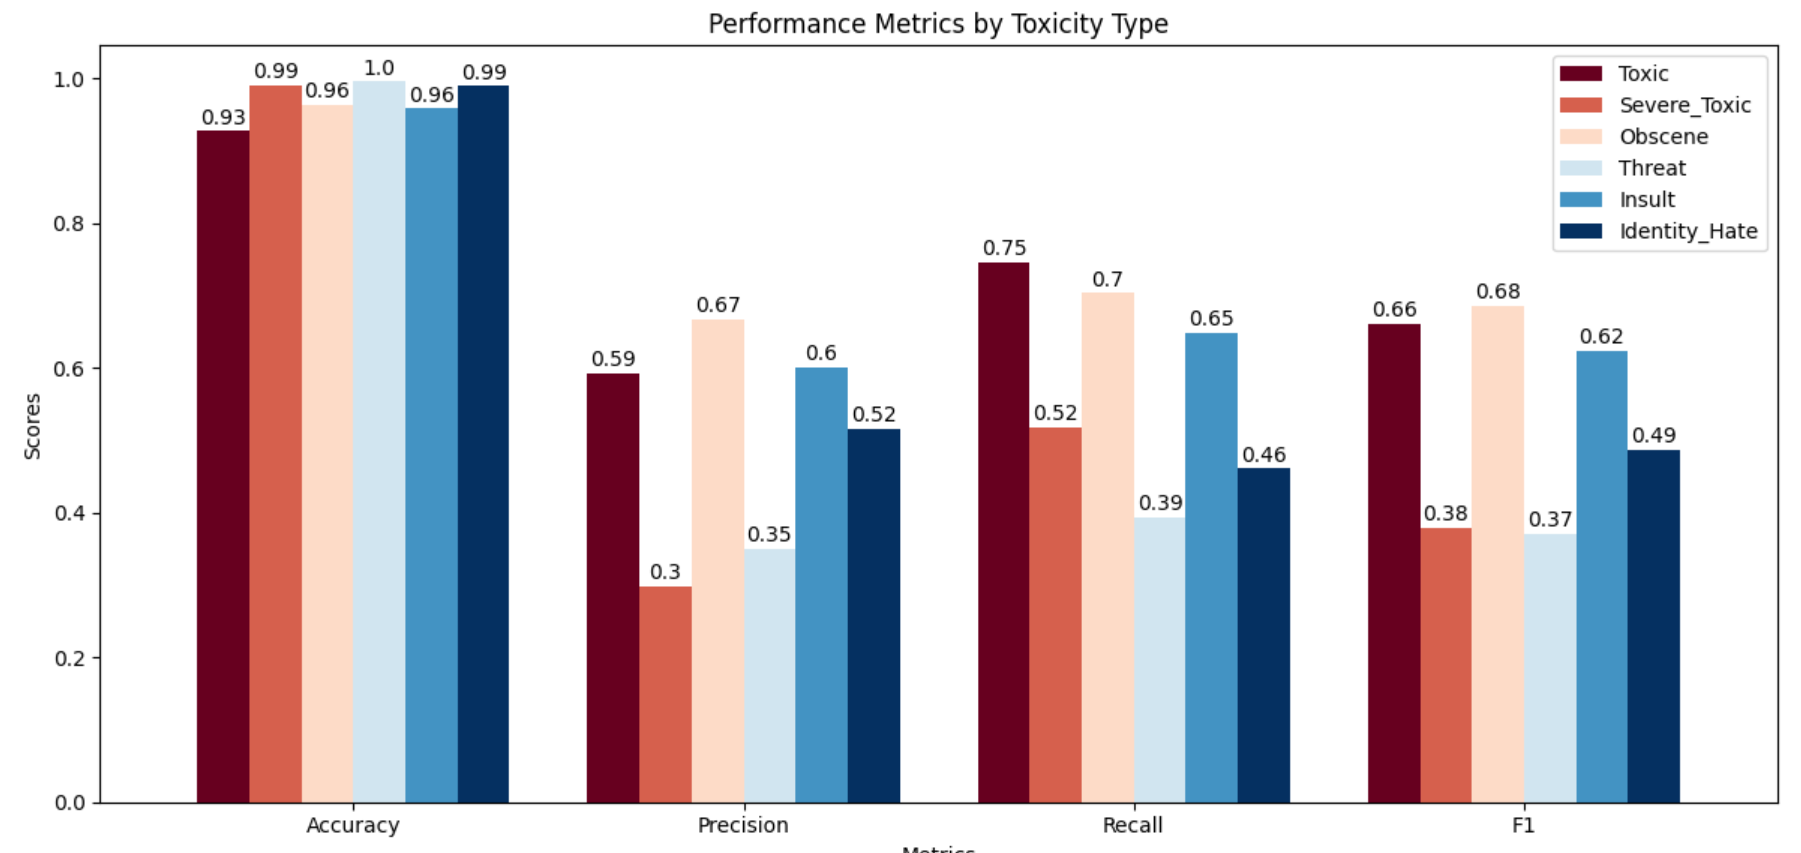 Performance Metrics by Toxicity Type
Scores
1.0
0.8
0.6
0.4
0.2
0.0
0.93
0.99
0.96
1.0
0.96
0.99
0.59
0.3
0.67
0.35
0.6
0.52
0.75
0.52
0.7
0.39
0.65
0.46
0.66
0.38
0.68
0.37
0.62
0.49
Toxic
Severe_Toxic
Obscene
Threat
Insult
Identity_Hate
Accuracy
Precision
Recall
F1
Metrics